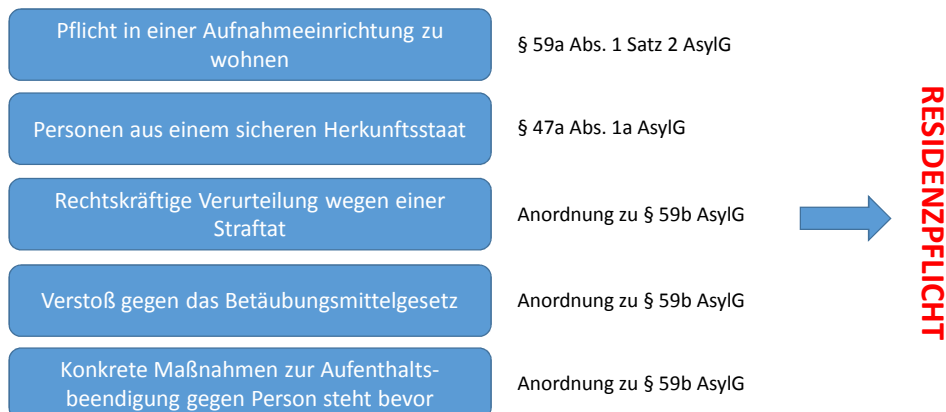 Pflicht in einer Aufnahmeeinrichtung zu
wohnen
§ 59a Abs. 1 Satz 2 AsylG
Personen aus einem sicheren Herkunftsstaat
§ 47a Abs. 1a AsylG
Rechtskräftige Verurteilung wegen einer
Straftat
Anordnung zu § 59b AsylG
Verstoß gegen das Betäubungsmittelgesetz
Anordnung zu § 59b AsylG
Konkrete Maßnahmen zur Aufenthalts-
beendigung gegen Person steht bevor
Anordnung zu § 59b AsylG
RESIDENZPFLICHT